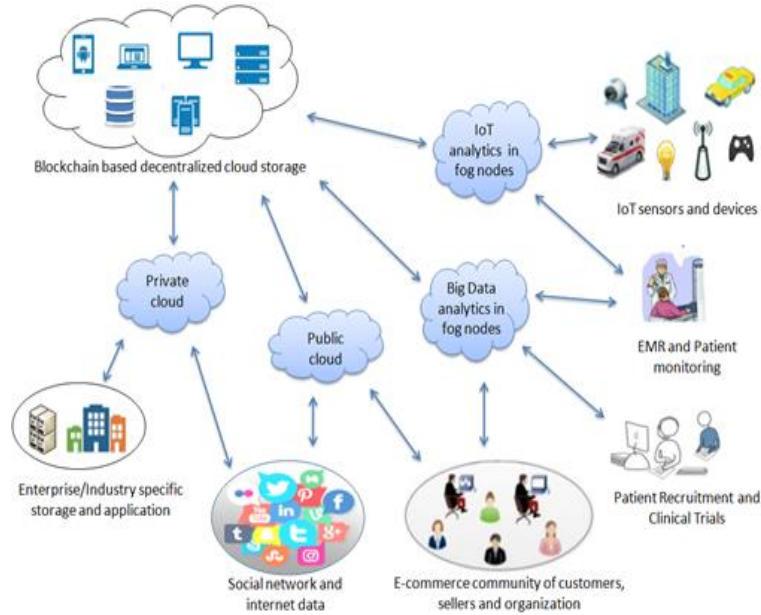 Blockchain based decentralized cloud storage
IoT
analytics in
fog nodes
IoT sensors and devices
Private
cloud
Public
cloud
Big Data
analytics in
fog nodes
EMR and Patient
monitoring
Enterprise/Industry specific
storage and application
Social network and
internet data
E-commerce community of customers,
sellers and organization
Patient Recruitment and
Clinical Trials